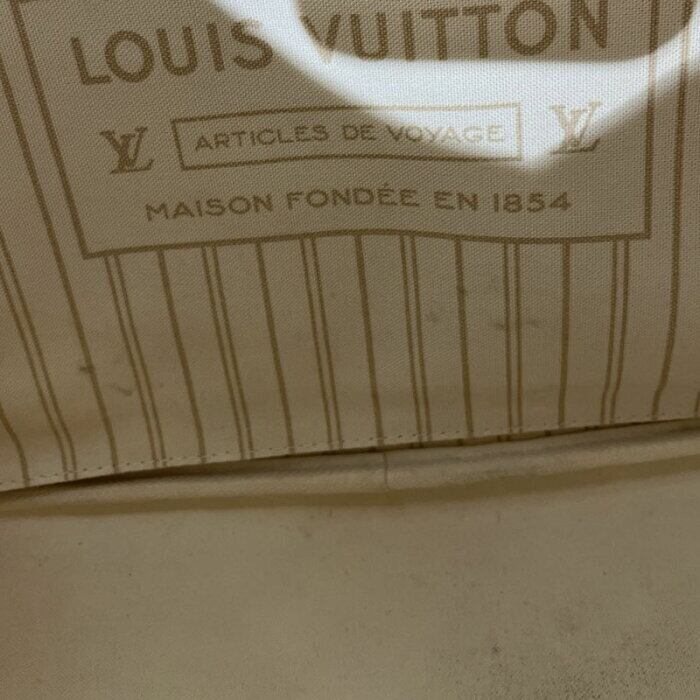 LOUIS VUITTON
LV ARTICLES DE VOYAGE LV
MAISON FONDÉE EN 1854